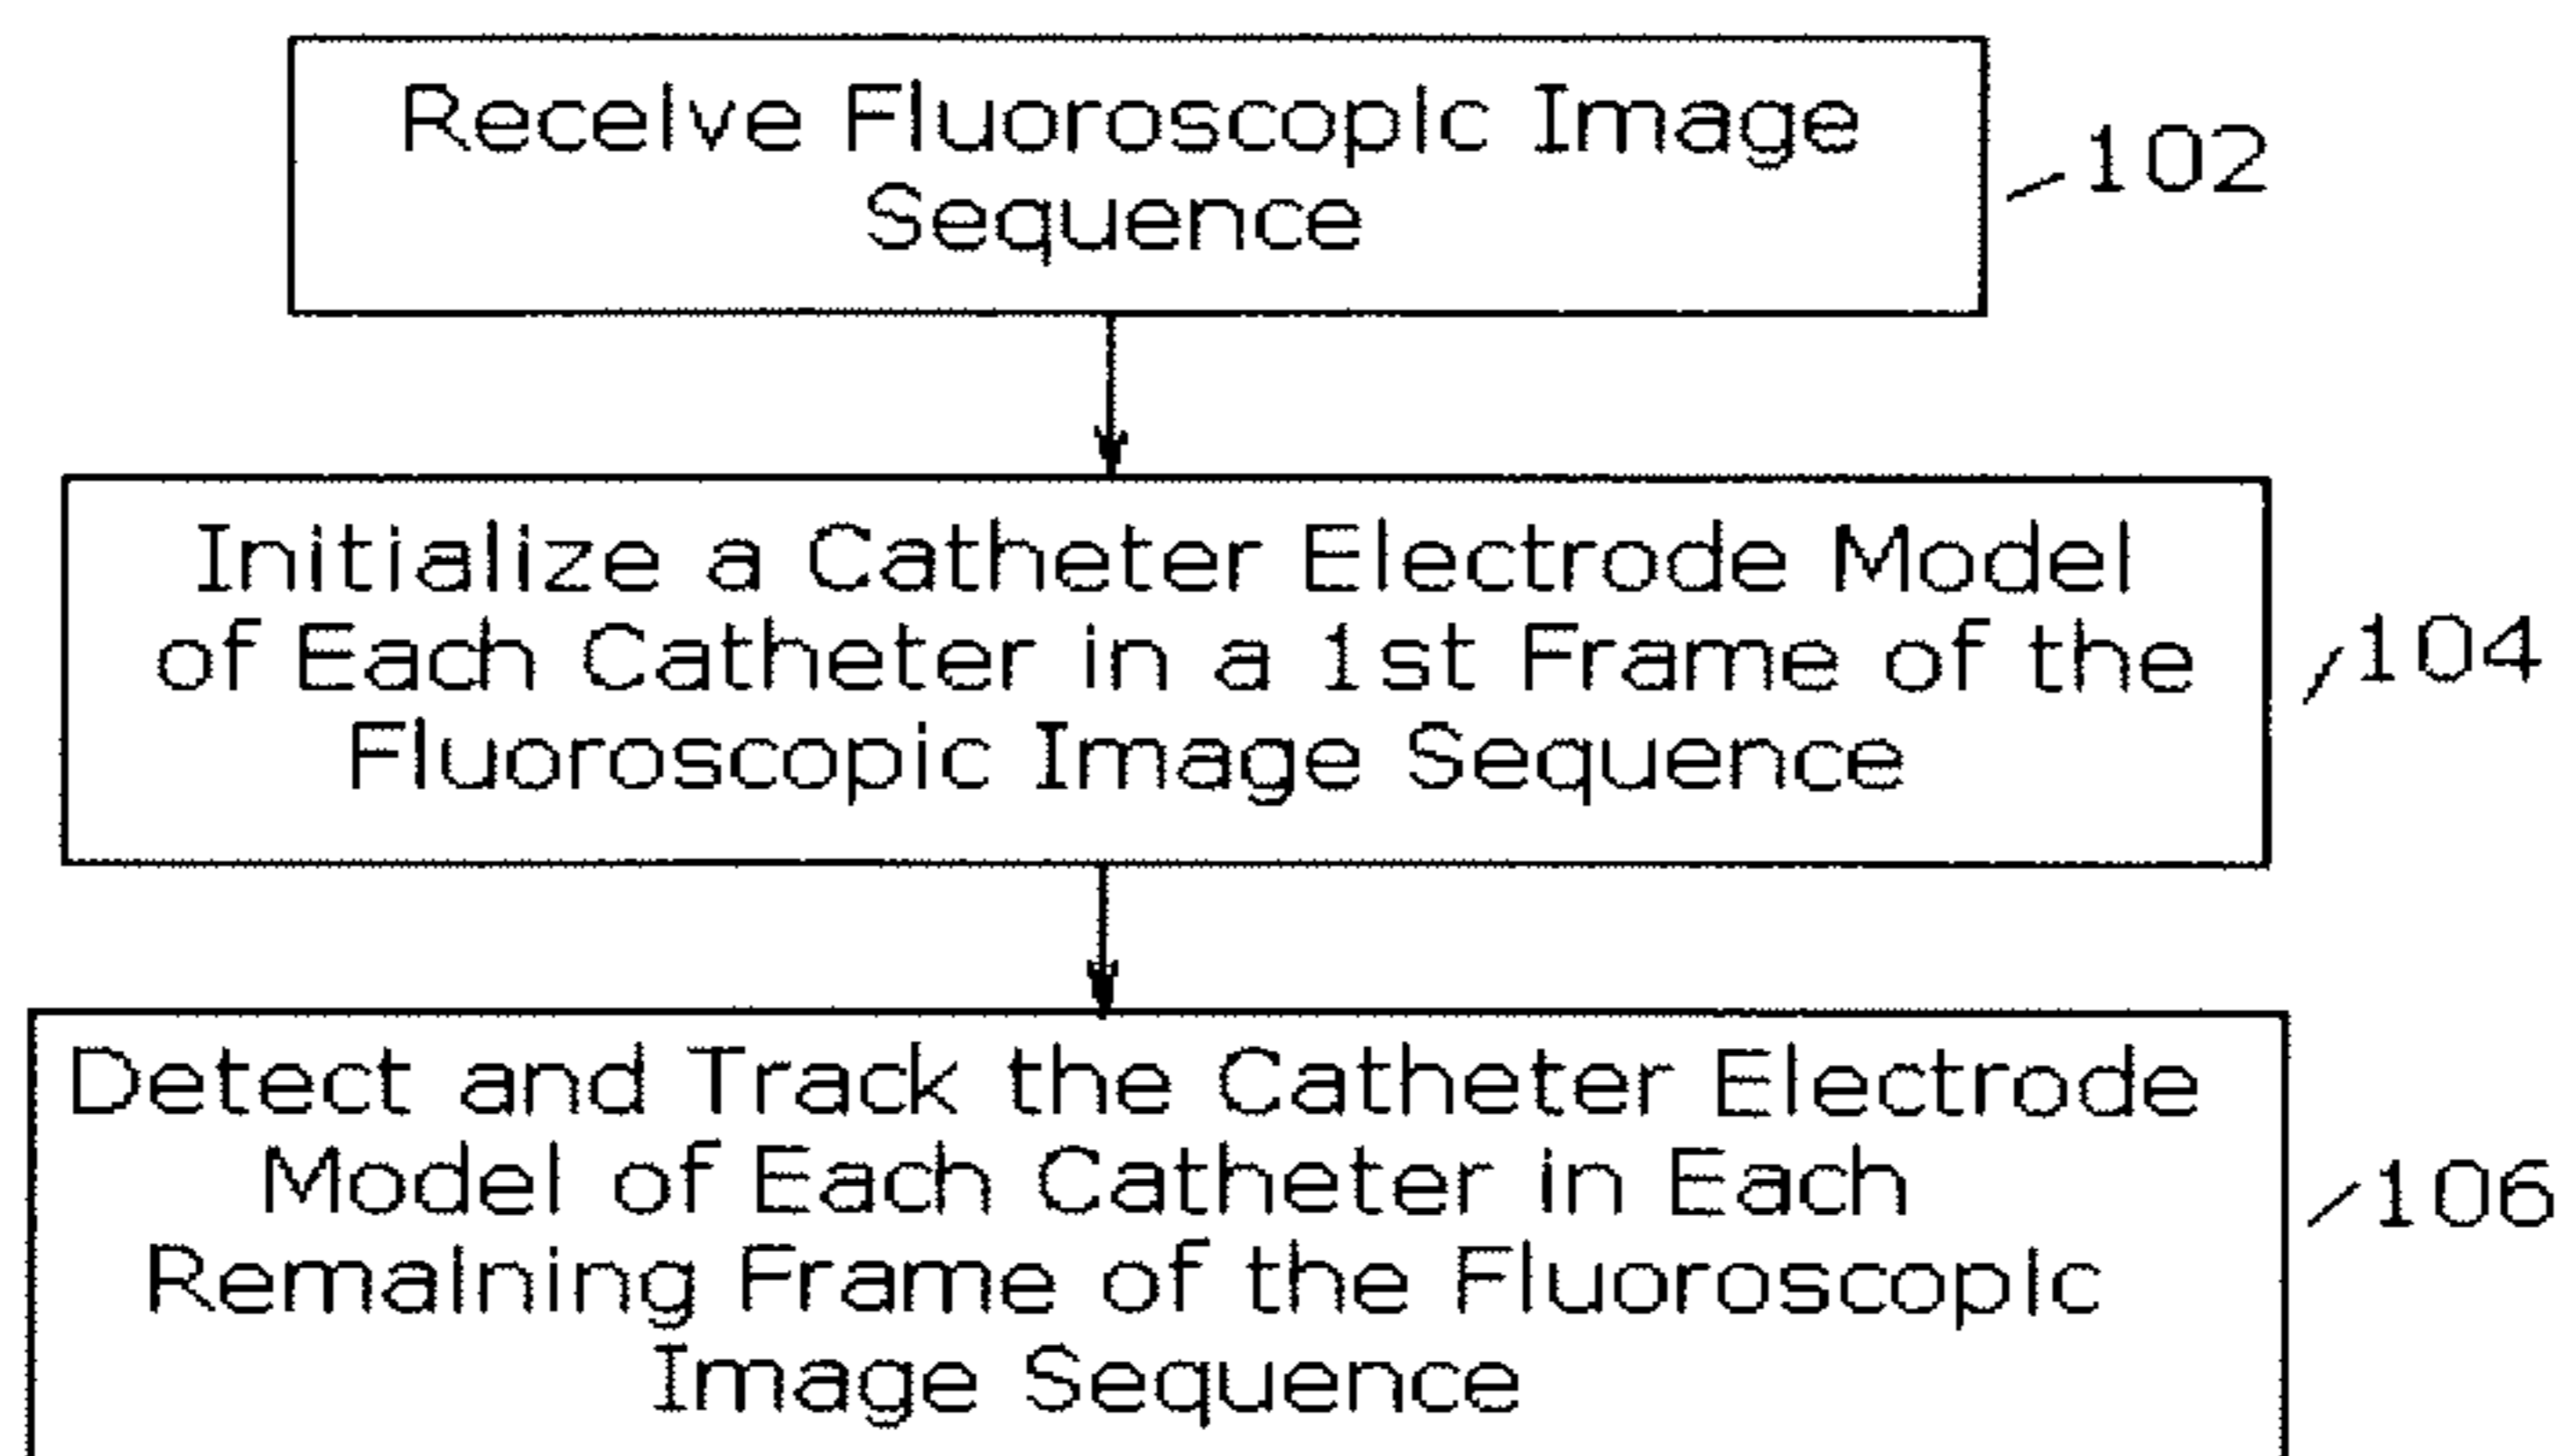 Receive Fluoroscopic Image
Sequence
102
Initialize a Catheter Electrode Model
of Each Catheter in a 1st Frame of the
Fluoroscopic Image Sequence
104
Detect and Track the Catheter Electrode
Model of Each Catheter in Each
Remaining Frame of the Fluoroscopic
Image Sequence
106